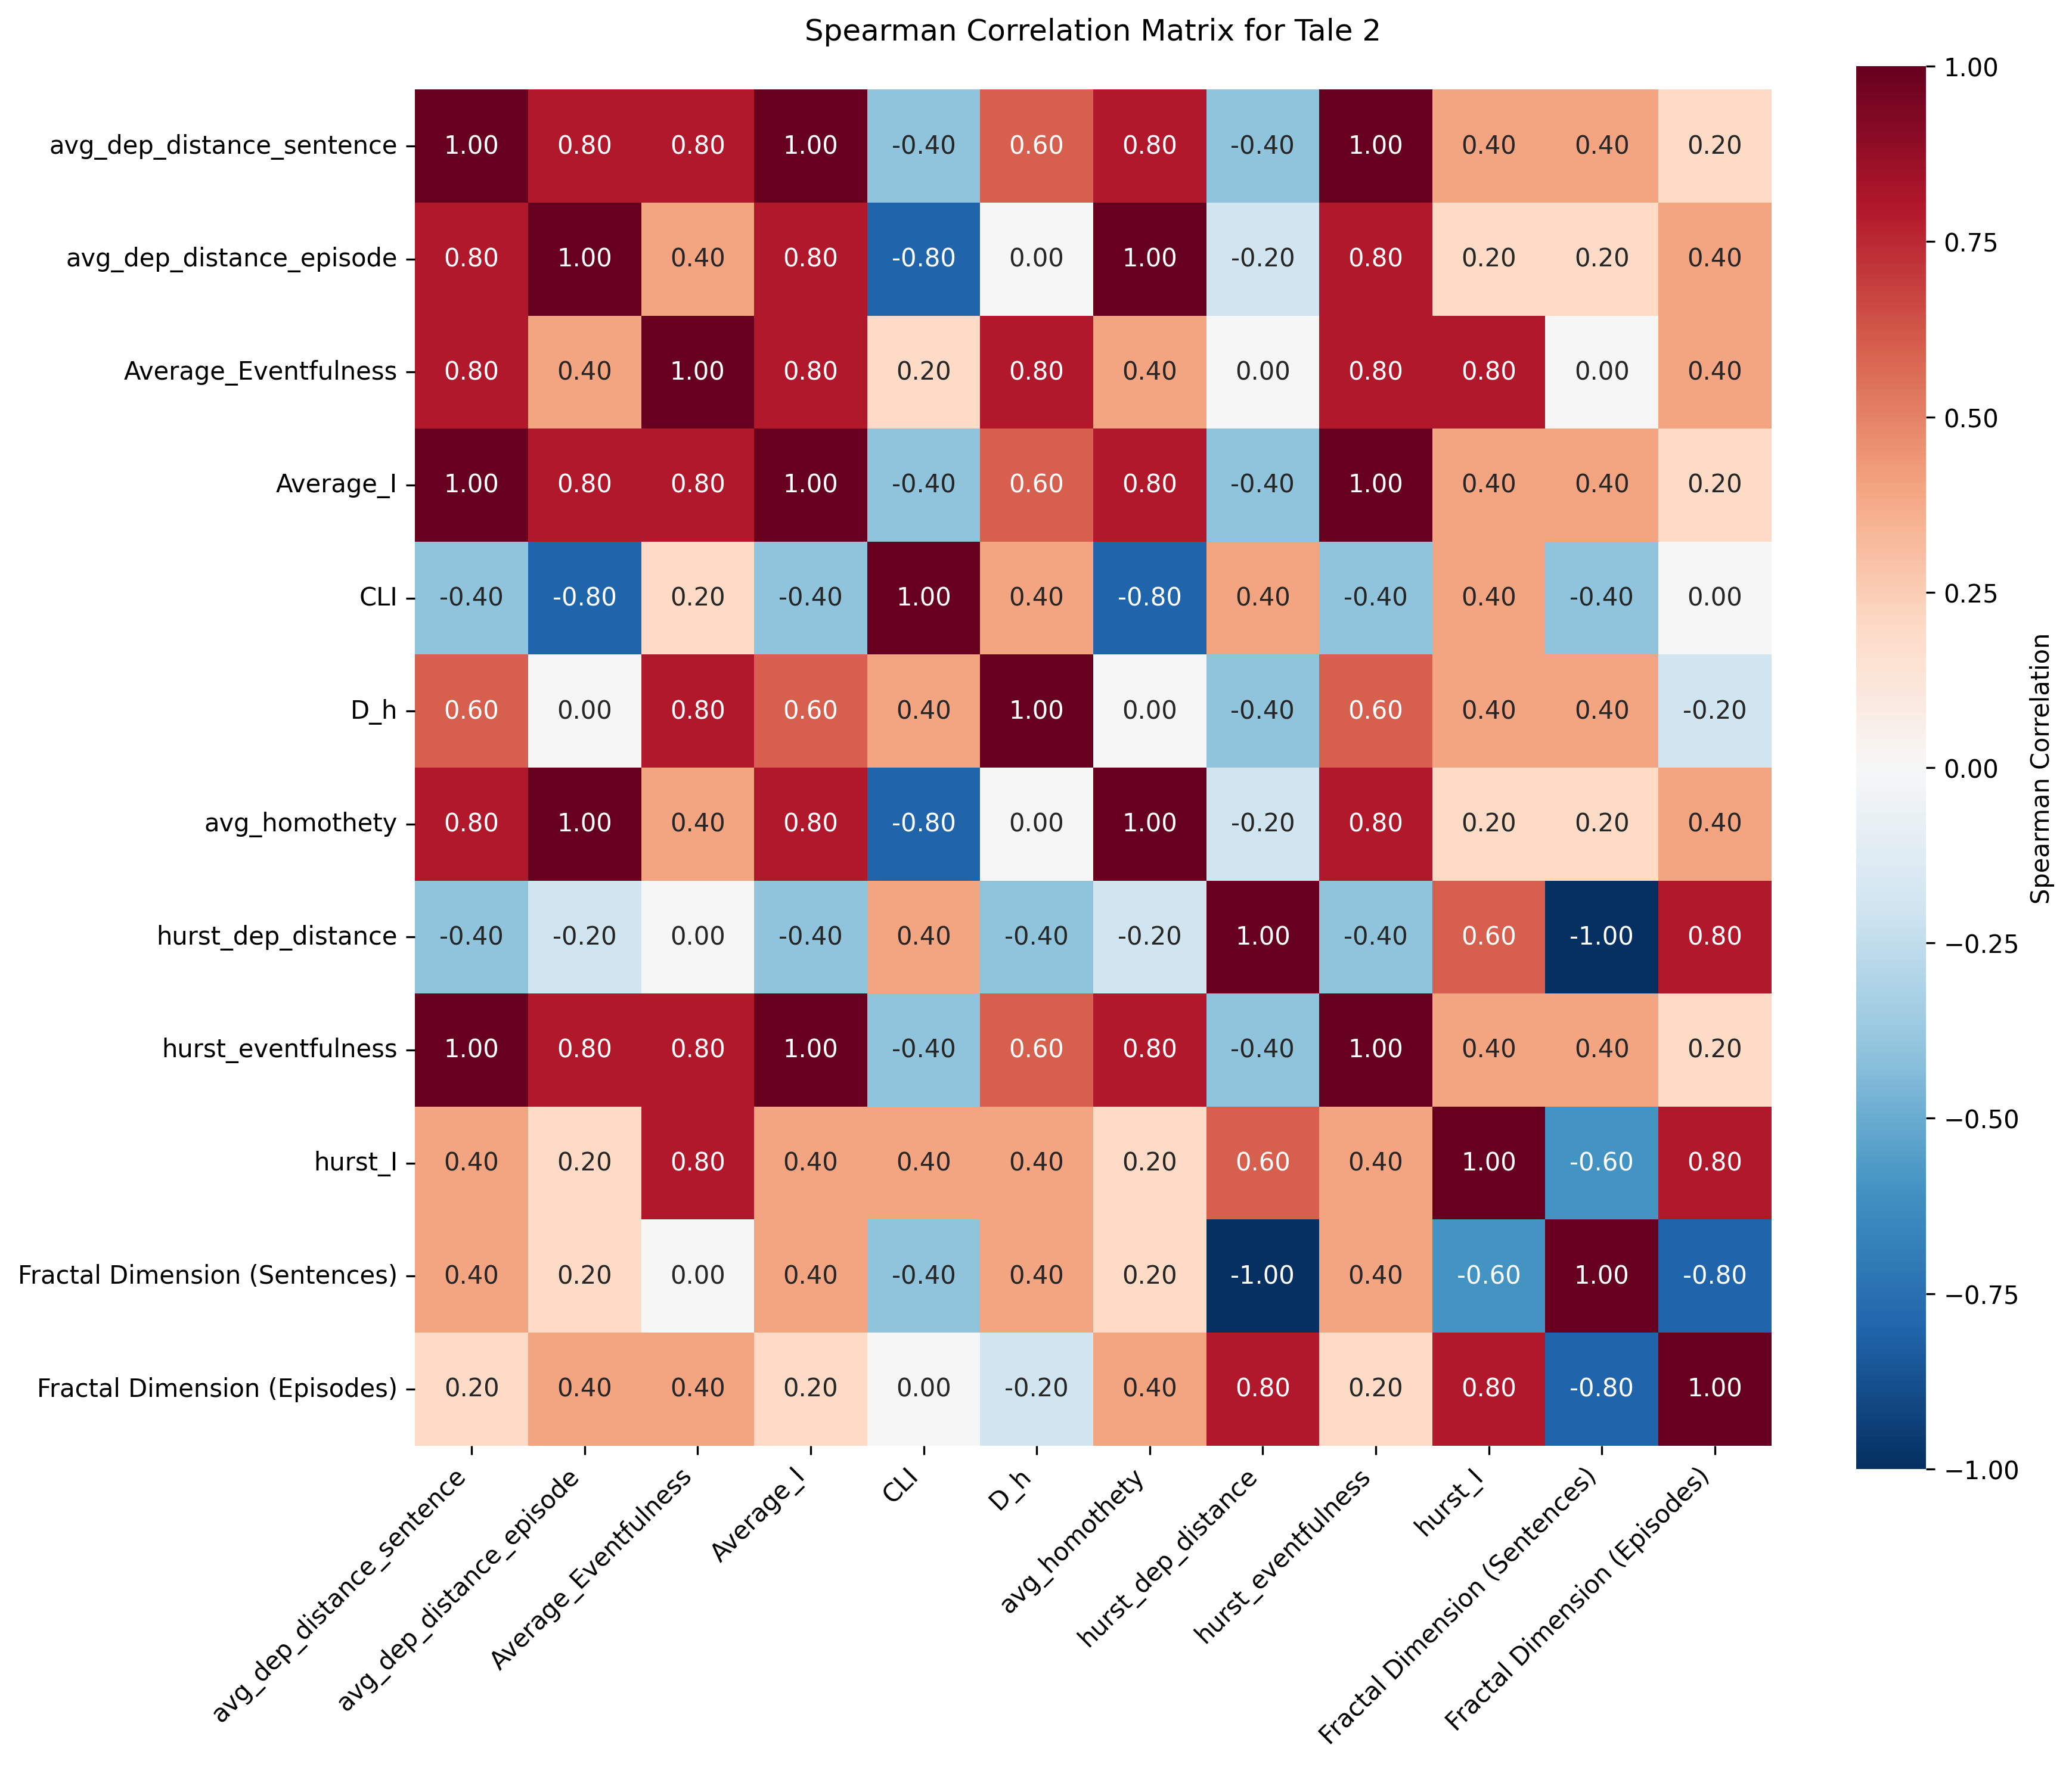 Spearman Correlation Matrix for Tale 2
avg_dep_distance_sentence 1.00 0.80 0.80 1.00 -0.40 0.60 0.80 -0.40 1.00 0.40 0.40 0.20
avg_dep_distance_episode 0.80 1.00 0.40 0.80 -0.80 0.00 1.00 -0.20 0.80 0.20 0.20 0.40
Average_Eventfulness 0.80 0.40 1.00 0.80 0.20 0.80 0.40 0.00 0.80 0.80 0.00 0.40
Average_I 1.00 0.80 0.80 1.00 -0.40 0.60 0.80 -0.40 1.00 0.40 0.40 0.20
CLI -0.40 -0.80 0.20 -0.40 1.00 0.40 -0.80 0.40 -0.40 0.40 -0.40 0.00
D_h 0.60 0.00 0.80 0.60 0.40 1.00 0.00 -0.40 0.60 0.40 0.40 -0.20
avg_homothety 0.80 1.00 0.40 0.80 -0.80 0.00 1.00 -0.20 0.80 0.20 0.20 0.40
hurst_dep_distance -0.40 -0.20 0.00 -0.40 0.40 -0.40 -0.20 1.00 -0.40 0.60 -1.00 0.80
hurst_eventfulness 1.00 0.80 0.80 1.00 -0.40 0.60 0.80 -0.40 1.00 0.40 0.40 0.20
hurst_I 0.40 0.20 0.80 0.40 0.40 0.40 0.20 0.60 0.40 1.00 -0.60 0.80
Fractal Dimension (Sentences) 0.40 0.20 0.00 0.40 -0.40 0.40 0.20 -1.00 0.40 -0.60 1.00 -0.80
Fractal Dimension (Episodes) 0.20 0.40 0.40 0.20 0.00 -0.20 0.40 0.80 0.20 0.80 -0.80 1.00
avg_dep_distance_sentence
avg_dep_distance_episode
Average_Eventfulness
Average_I
CLI
D_h
avg_homothety
hurst_dep_distance
hurst_eventfulness
hurst_I
Fractal Dimension (Sentences)
Fractal Dimension (Episodes)
1.00
0.75
0.50
0.25
0.00
−0.25
−0.50
−0.75
−1.00
Spearman Correlation